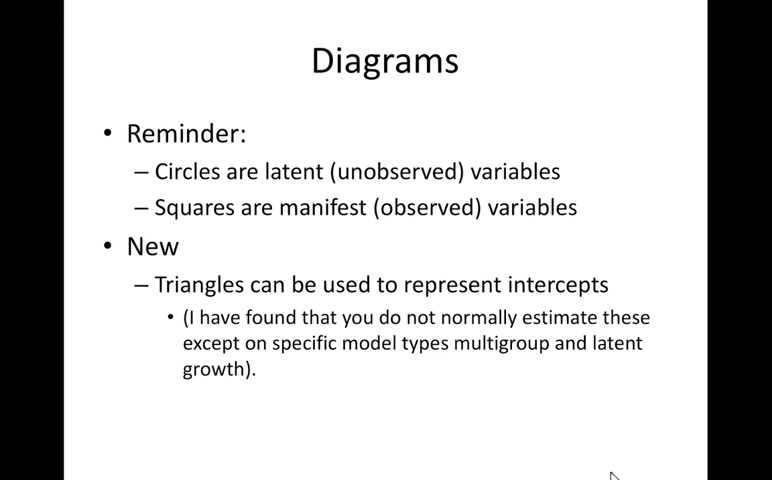 Diagrams
• Reminder:
– Circles are latent (unobserved) variables
– Squares are manifest (observed) variables
• New
– Triangles can be used to represent intercepts
• (I have found that you do not normally estimate these
except on specific model types multigroup and latent
growth).